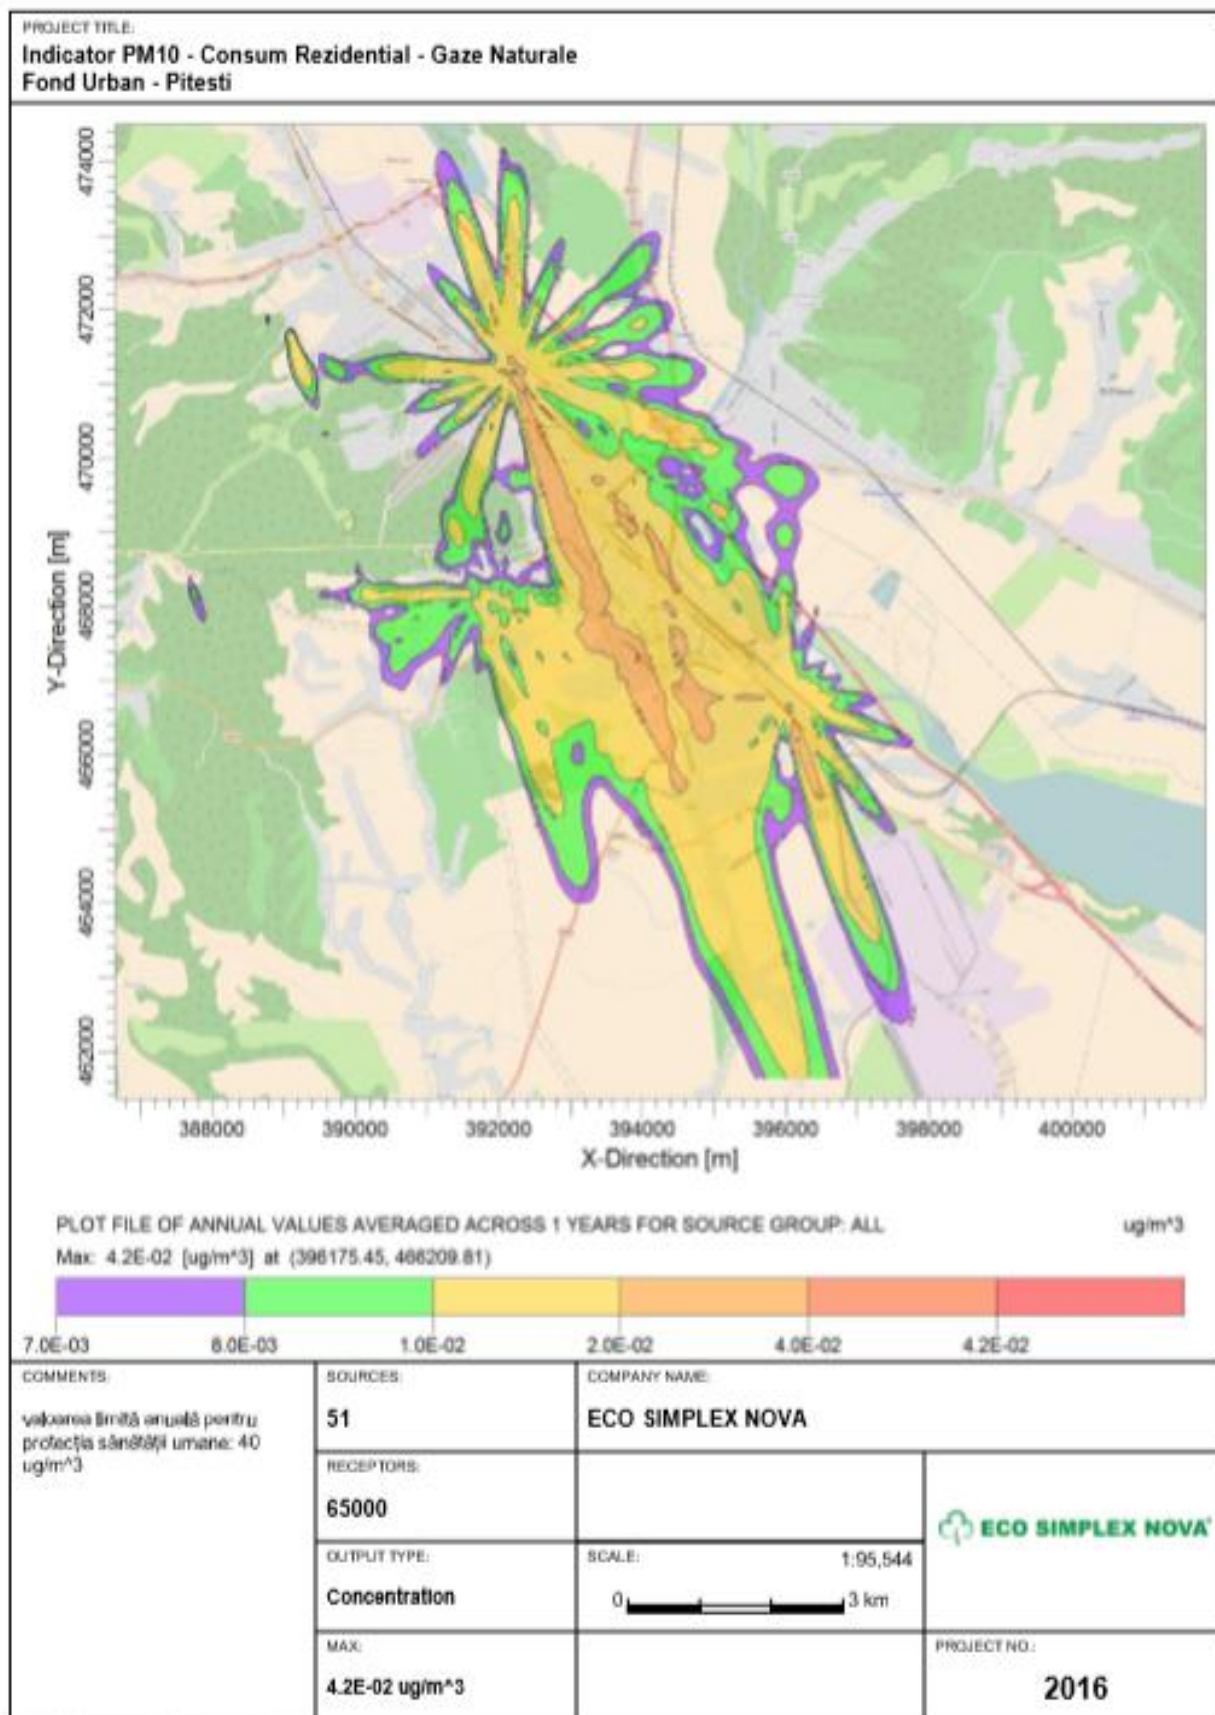 PROJECT TITLE:
Indicator PM10 - Consum Rezidential - Gaze Naturale
Fond Urban - Pitesti
474000
472000
470000
468000
466000
464000
462000
Y-Direction [m]
388000 390000 392000 394000 396000 398000 400000
X-Direction [m]
PLOT FILE OF ANNUAL VALUES AVERAGED ACROSS 1 YEARS FOR SOURCE GROUP: ALL ug/m^3
Max: 4.2E-02 [ug/m^3] at (396175.45, 466209.81)
7.0E-03 8.0E-03 1.0E-02 2.0E-02 4.0E-02 4.2E-02
COMMENTS:
valoarea limită anuală pentru
protecția sănătății umane: 40
ug/m^3
SOURCES:
51
COMPANY NAME:
ECO SIMPLEX NOVA
RECEPTORS:
65000
OUTPUT TYPE:
Concentration
SCALE: 1:95,544
0 3 km
ECO SIMPLEX NOVA
MAX:
4.2E-02 ug/m^3
PROJECT NO.:
2016